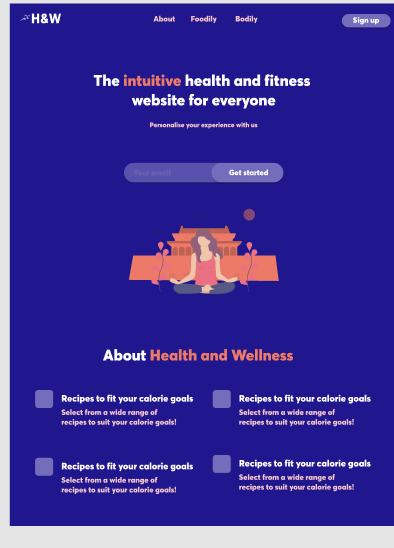 H&W
About Foodily Bodily
Sign up
The intuitive health and fitness
website for everyone
Personalise your experience with us
Your email Get started
About Health and Wellness
Recipes to fit your calorie goals
Select from a wide range of
recipes to suit your calorie goals!
Recipes to fit your calorie goals
Select from a wide range of
recipes to suit your calorie goals!
Recipes to fit your calorie goals
Select from a wide range of
recipes to suit your calorie goals!
Recipes to fit your calorie goals
Select from a wide range of
recipes to suit your calorie goals!